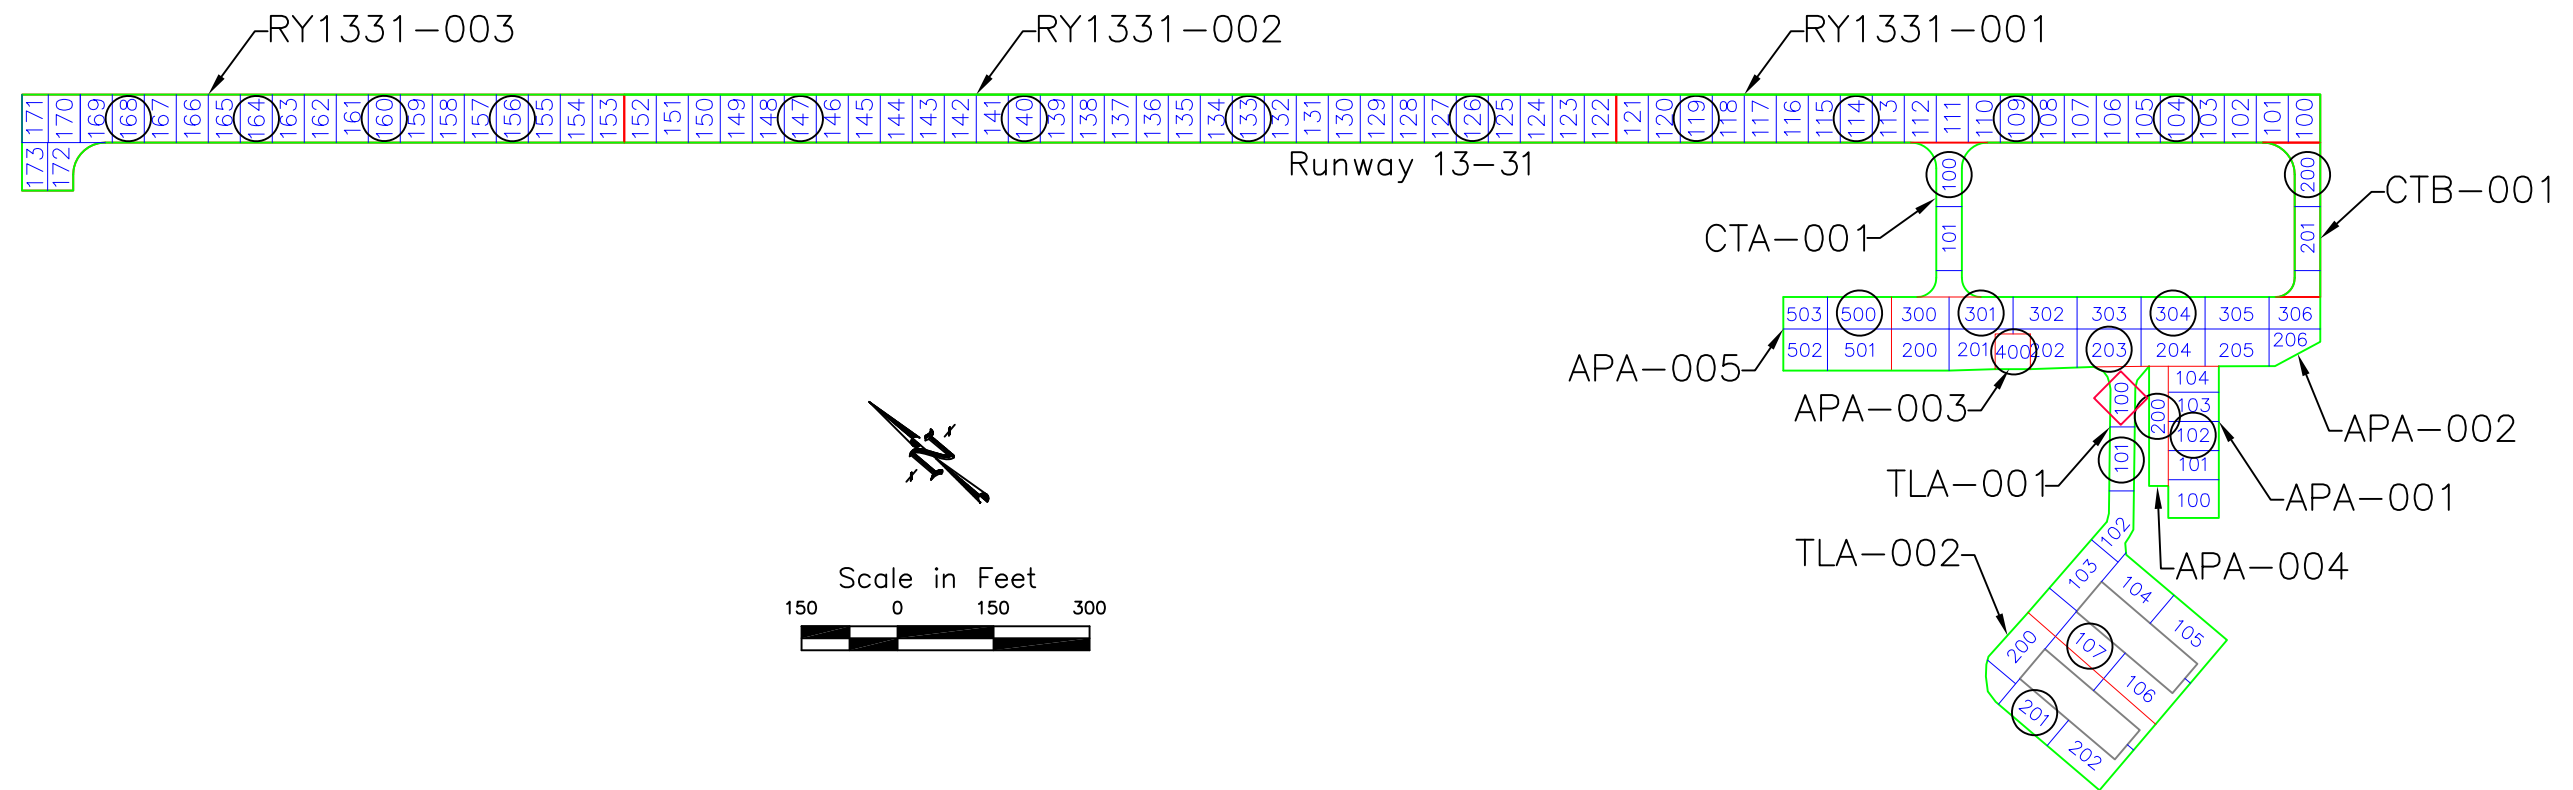 RY1331-003
RY1331-002
RY1331-001
171 170 169 168 167 166 165 164 163 162 161 160 159 158 157 156 155 154 153 152 151 150 149 148 147 146 145 144 143 142 141 140 139 138 137 136 135 134 133 132 131 130 129 128 127 126 125 124 123 122 121 120 119 118 117 116 115 114 113 112 111 110 109 108 107 106 105 104 103 102 101 100
173 172
Runway 13-31
100
200
CTB-001
CTA-001
101
201
503 500 300 301 302 303 304 305 306
502 501 200 201 400 202 203 204 205 206
APA-005
APA-003
APA-002
100
200
104
103
102
101
100
101
TLA-001
APA-001
102
TLA-002
APA-004
103
104
105
200
107
106
201
202
N
Scale in Feet
150 0 150 300